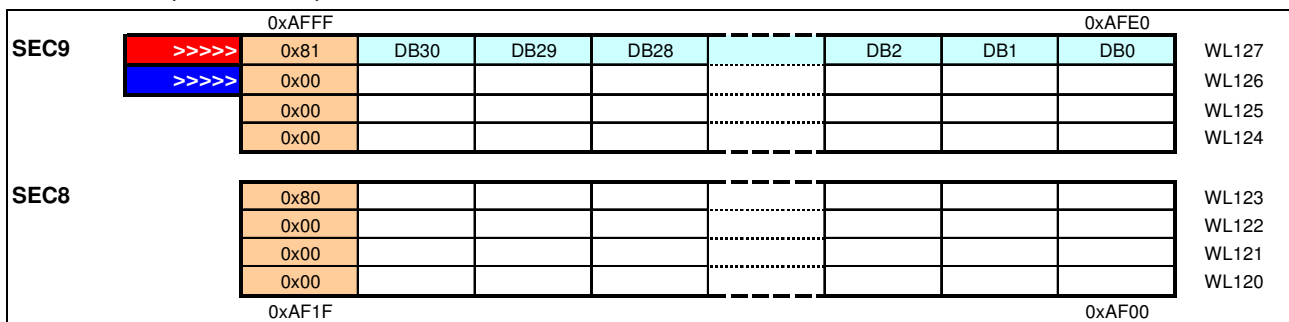 0xAFFF 0xAFE0
SEC9 >>>>> 0x81 DB30 DB29 DB28 DB2 DB1 DB0 WL127
>>>>> 0x00 WL126
0x00 WL125
0x00 WL124
SEC8 0x80 WL123
0x00 WL122
0x00 WL121
0x00 WL120
0xAF1F 0xAF00